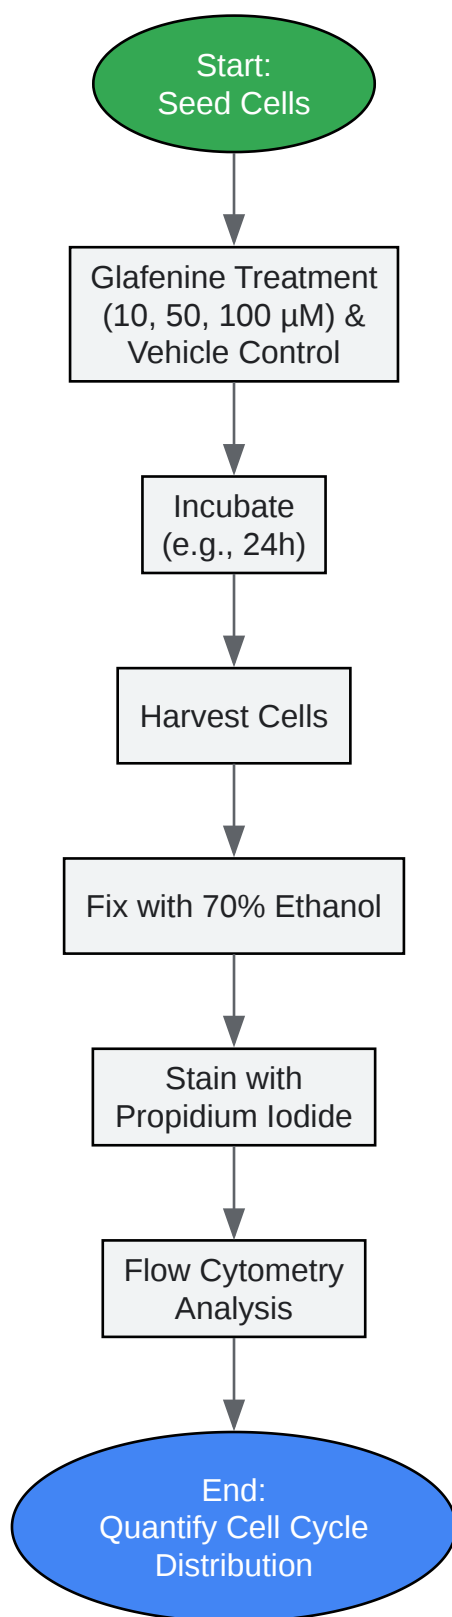 Start:
Seed Cells
Glafenine Treatment
(10, 50, 100 µM) &
Vehicle Control
Incubate
(e.g., 24h)
Harvest Cells
Fix with 70% Ethanol
Stain with
Propidium Iodide
Flow Cytometry
Analysis
End:
Quantify Cell Cycle
Distribution